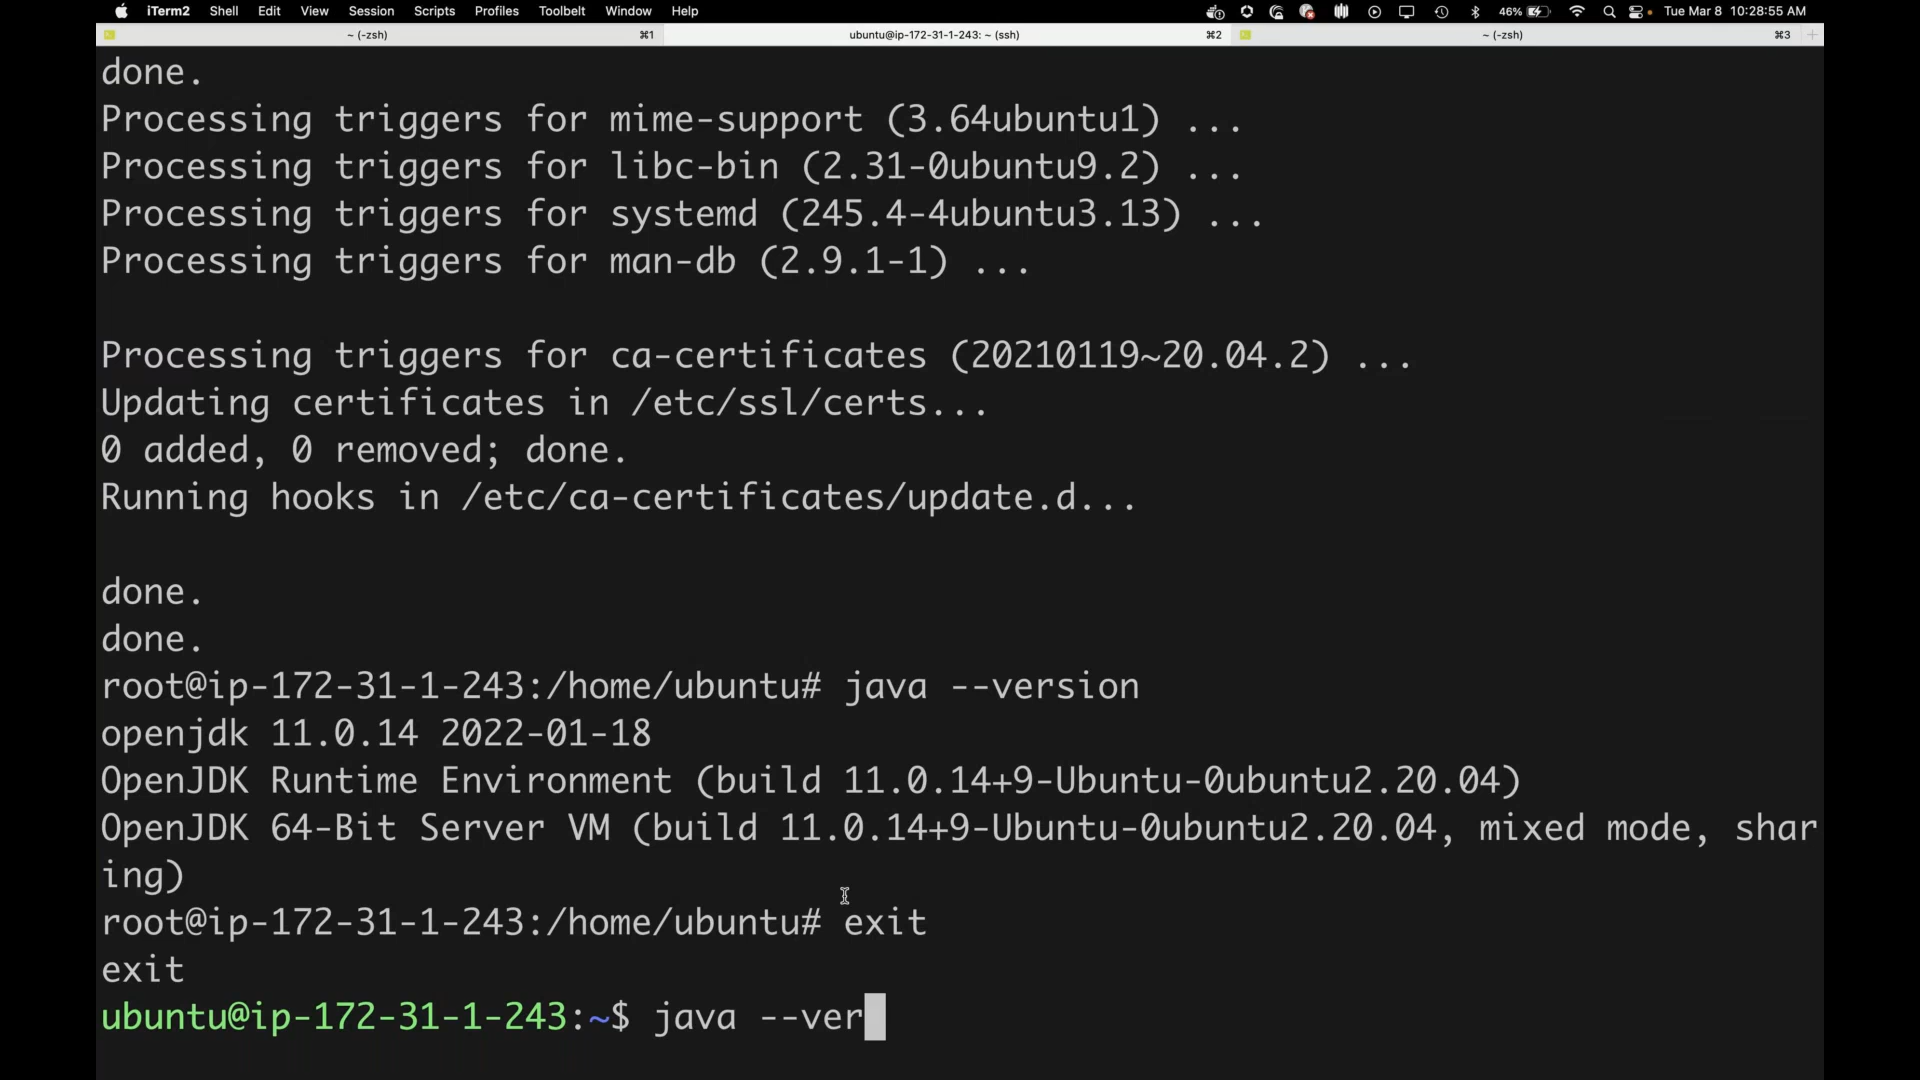 iTerm2 Shell Edit View Session Scripts Profiles Toolbelt Window Help 46% Tue Mar 8 10:28:55 AM
~ (-zsh) ⌘1 ubuntu@ip-172-31-1-243: ~ (ssh) ⌘2 ~ (-zsh) ⌘3
done.
Processing triggers for mime-support (3.64ubuntu1) ...
Processing triggers for libc-bin (2.31-0ubuntu9.2) ...
Processing triggers for systemd (245.4-4ubuntu3.13) ...
Processing triggers for man-db (2.9.1-1) ...
Processing triggers for ca-certificates (20210119~20.04.2) ...
Updating certificates in /etc/ssl/certs...
0 added, 0 removed; done.
Running hooks in /etc/ca-certificates/update.d...
done.
done.
root@ip-172-31-1-243:/home/ubuntu# java --version
openjdk 11.0.14 2022-01-18
OpenJDK Runtime Environment (build 11.0.14+9-Ubuntu-0ubuntu2.20.04)
OpenJDK 64-Bit Server VM (build 11.0.14+9-Ubuntu-0ubuntu2.20.04, mixed mode, shar
ing)
root@ip-172-31-1-243:/home/ubuntu# exit
exit
ubuntu@ip-172-31-1-243:~$ java --ver